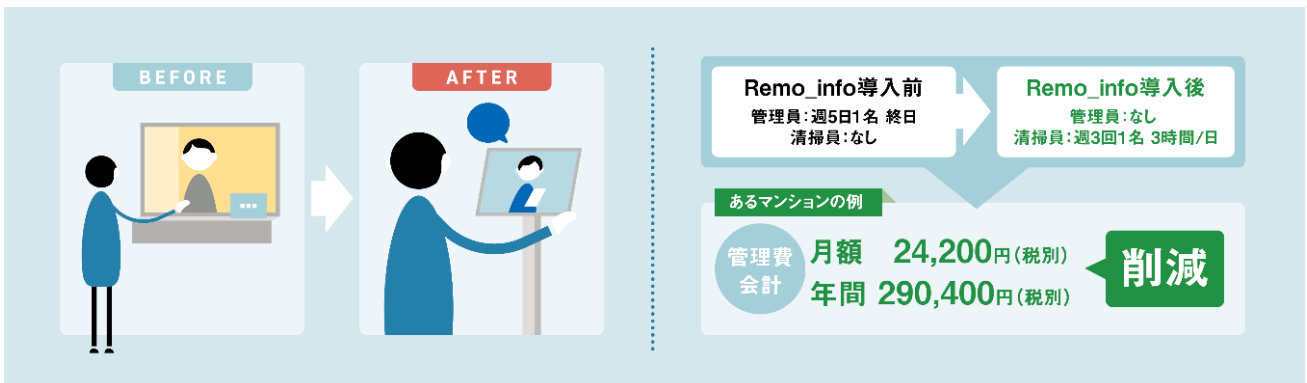 BEFORE
AFTER
Remo_info導入前
管理員:週5日1名 終日
清掃員:なし
Remo_info導入後
管理員:なし
清掃員:週3回1名 3時間/日
あるマンションの例
管理費
会計
月額 24,200円(税別)
年間 290,400円(税別)
削減